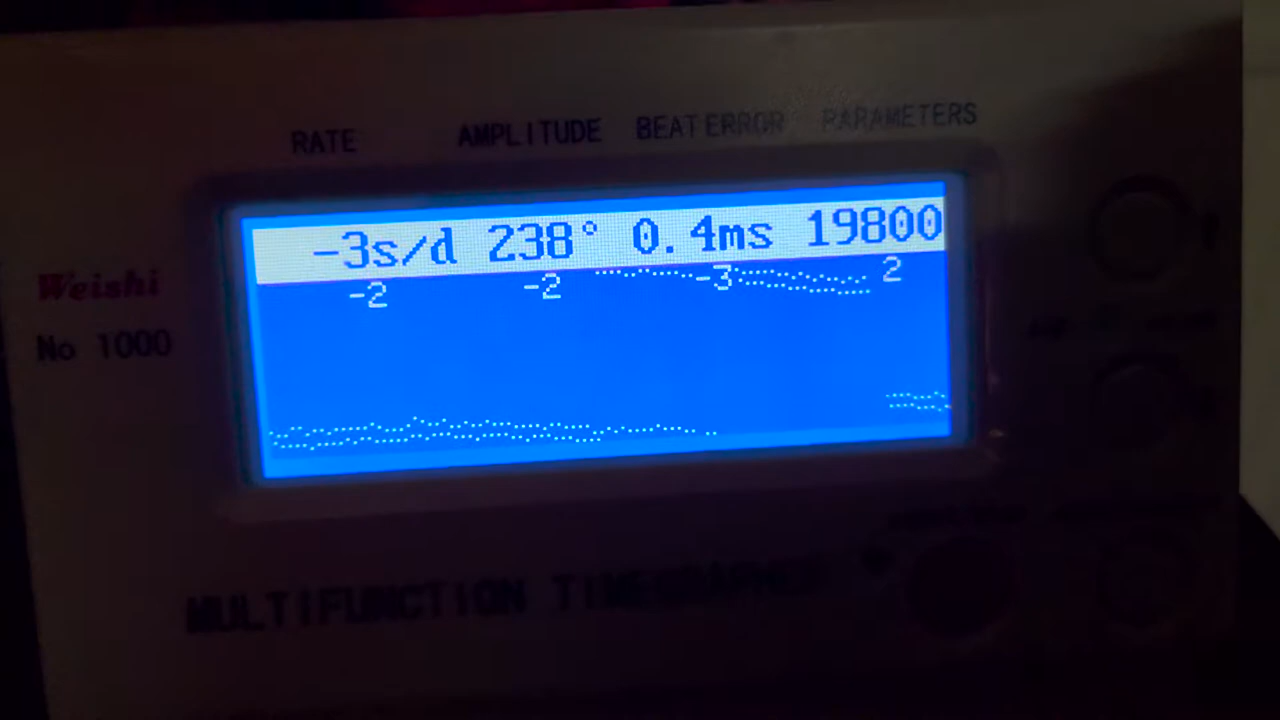 RATE AMPLITUDE BEAT ERROR PARAMETERS
-3s/d 238° 0.4ms 19800
-2 -2 -3 2
Weishi
No 1000
MULTIFUNCTION TIMEGRAPHER